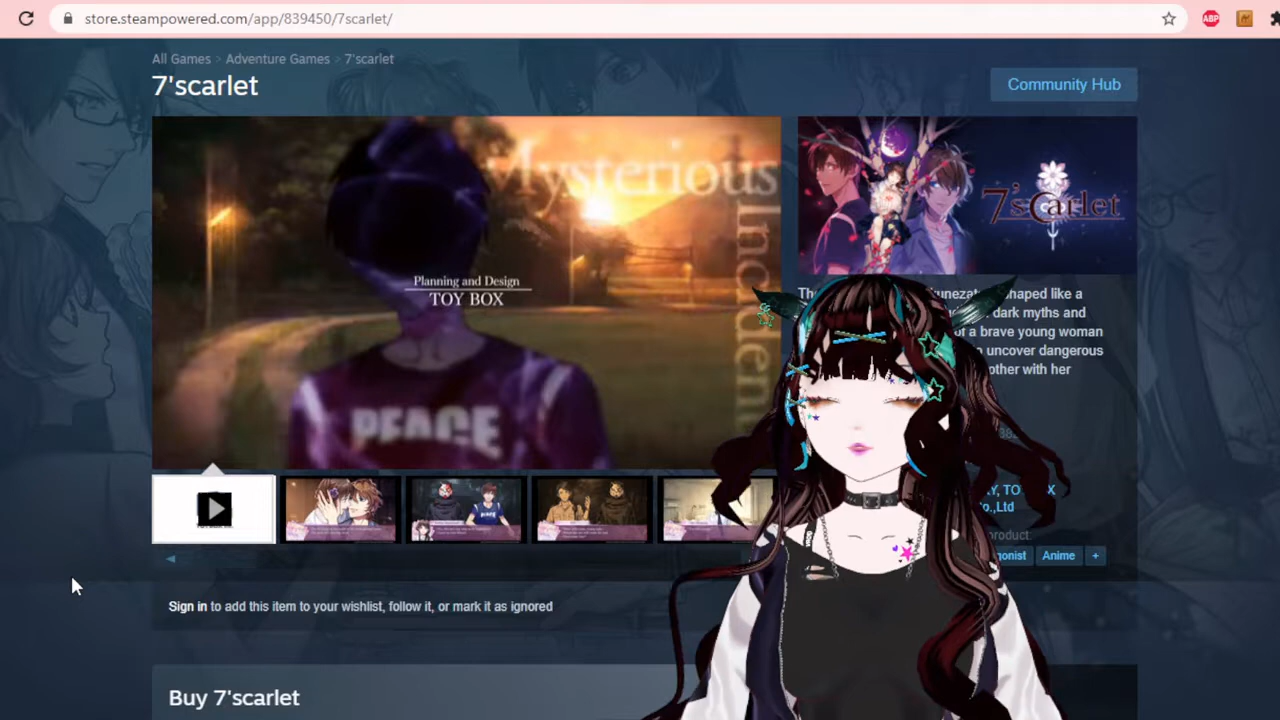 store.steampowered.com/app/839450/7scarlet/
ABP
All Games > Adventure Games > 7'scarlet
7'scarlet
Community Hub
Mysterious
Planning and Design
TOY BOX
PEACE
7'sCarlet
shaped like a
dark myths and
of a brave young woman
uncover dangerous
other with her
product:
Anime
+
Sign in to add this item to your wishlist, follow it, or mark it as ignored
Buy 7'scarlet